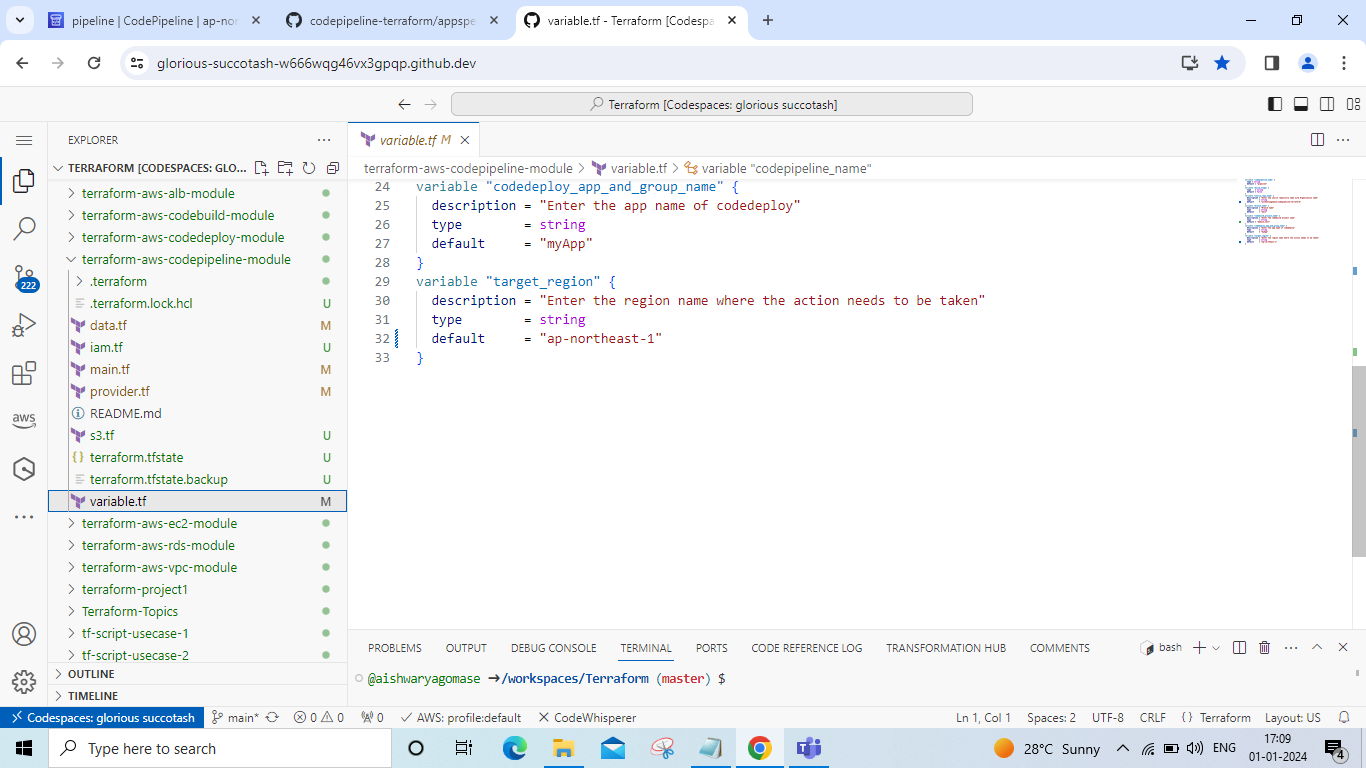 pipeline | CodePipeline | ap-nor
codepipeline-terraform/appspe
variable.tf - Terraform [Codespa
glorious-succotash-w666wqg46vx3gpqp.github.dev
Terraform [Codespaces: glorious succotash]
EXPLORER
TERRAFORM [CODESPACES: GLO...
terraform-aws-alb-module
terraform-aws-codebuild-module
terraform-aws-codedeploy-module
terraform-aws-codepipeline-module
.terraform
.terraform.lock.hcl U
data.tf M
iam.tf U
main.tf M
provider.tf M
README.md
s3.tf U
{} terraform.tfstate U
terraform.tfstate.backup U
variable.tf M
terraform-aws-ec2-module
terraform-aws-rds-module
terraform-aws-vpc-module
terraform-project1
Terraform-Topics
tf-script-usecase-1
tf-script-usecase-2
OUTLINE
TIMELINE
222
aws
variable.tf M
terraform-aws-codepipeline-module > variable.tf > variable "codepipeline_name"
24 variable "codedeploy_app_and_group_name" {
25 description = "Enter the app name of codedeploy"
26 type = string
27 default = "myApp"
28 }
29 variable "target_region" {
30 description = "Enter the region name where the action needs to be taken"
31 type = string
32 default = "ap-northeast-1"
33 }
PROBLEMS OUTPUT DEBUG CONSOLE TERMINAL PORTS CODE REFERENCE LOG TRANSFORMATION HUB COMMENTS
bash
@aishwaryagomase ➜/workspaces/Terraform (master) $
Codespaces: glorious succotash main* 0 0 0 AWS: profile:default CodeWhisperer Ln 1, Col 1 Spaces: 2 UTF-8 CRLF {} Terraform Layout: US
Type here to search
28°C Sunny ENG 17:09
01-01-2024
4